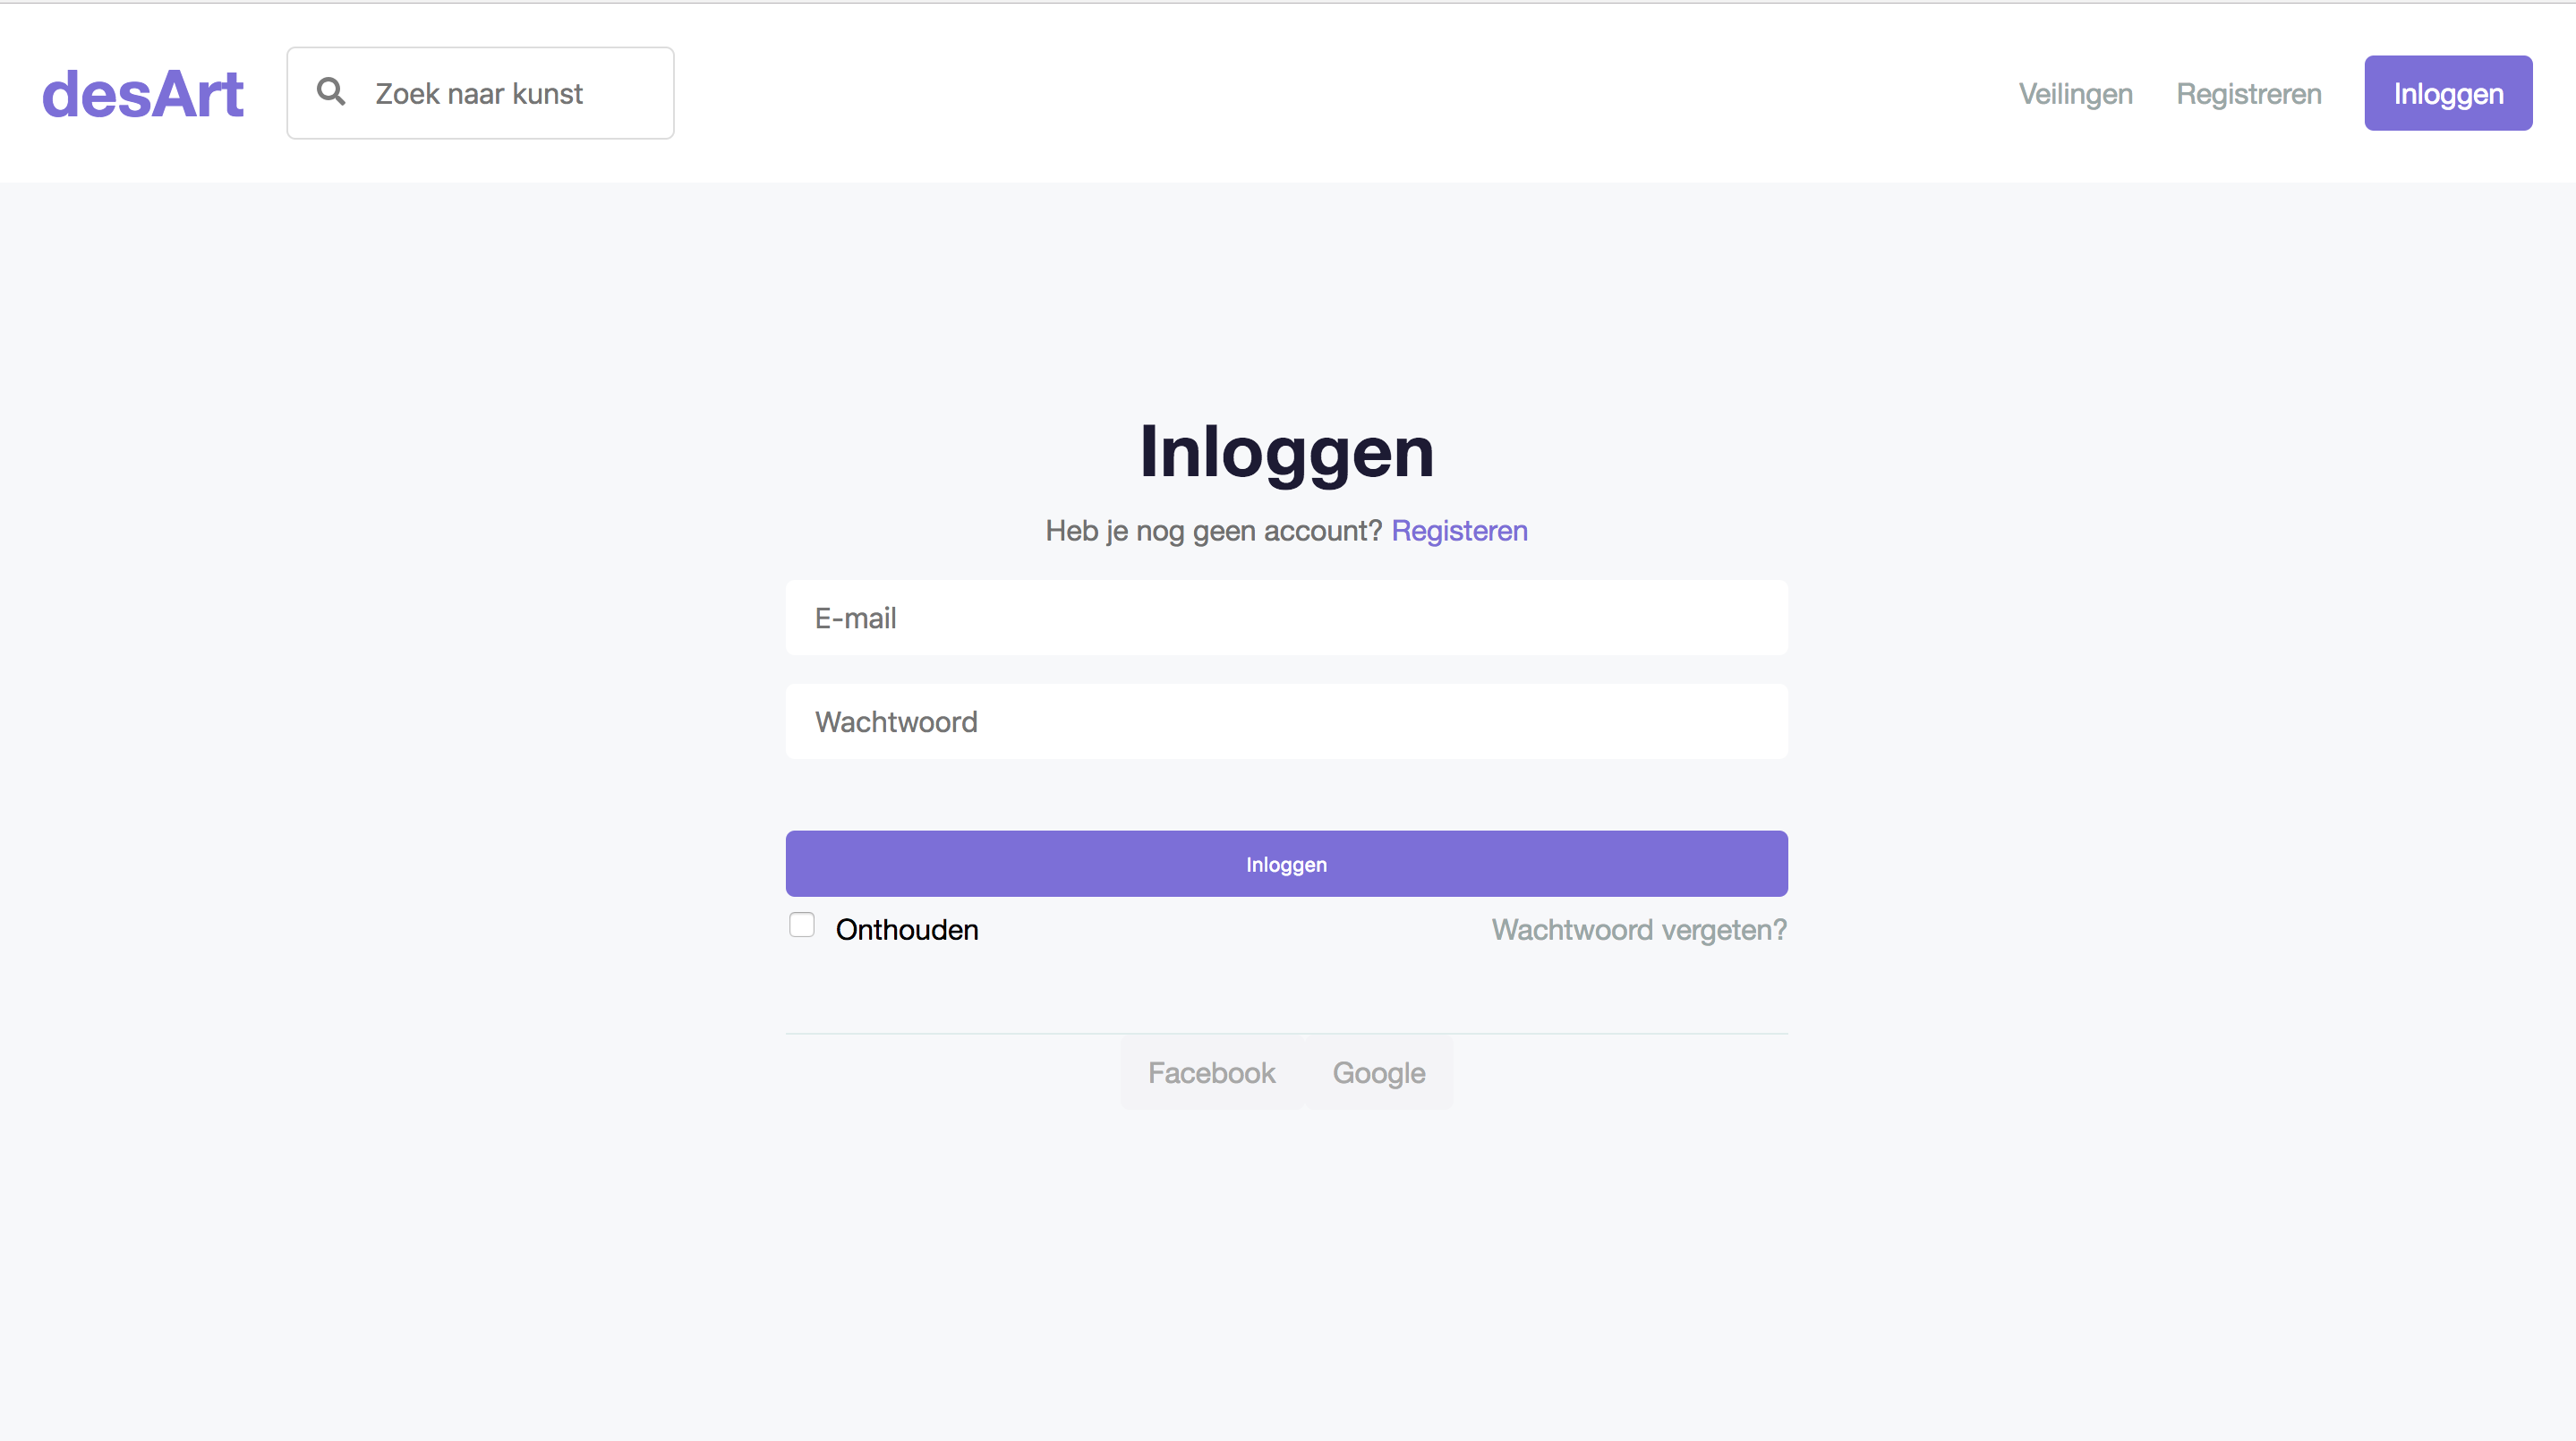 desArt
Zoek naar kunst
Veilingen
Registreren
Inloggen
Inloggen
Heb je nog geen account? Registeren
E-mail
Wachtwoord
Inloggen
Onthouden
Wachtwoord vergeten?
Facebook
Google